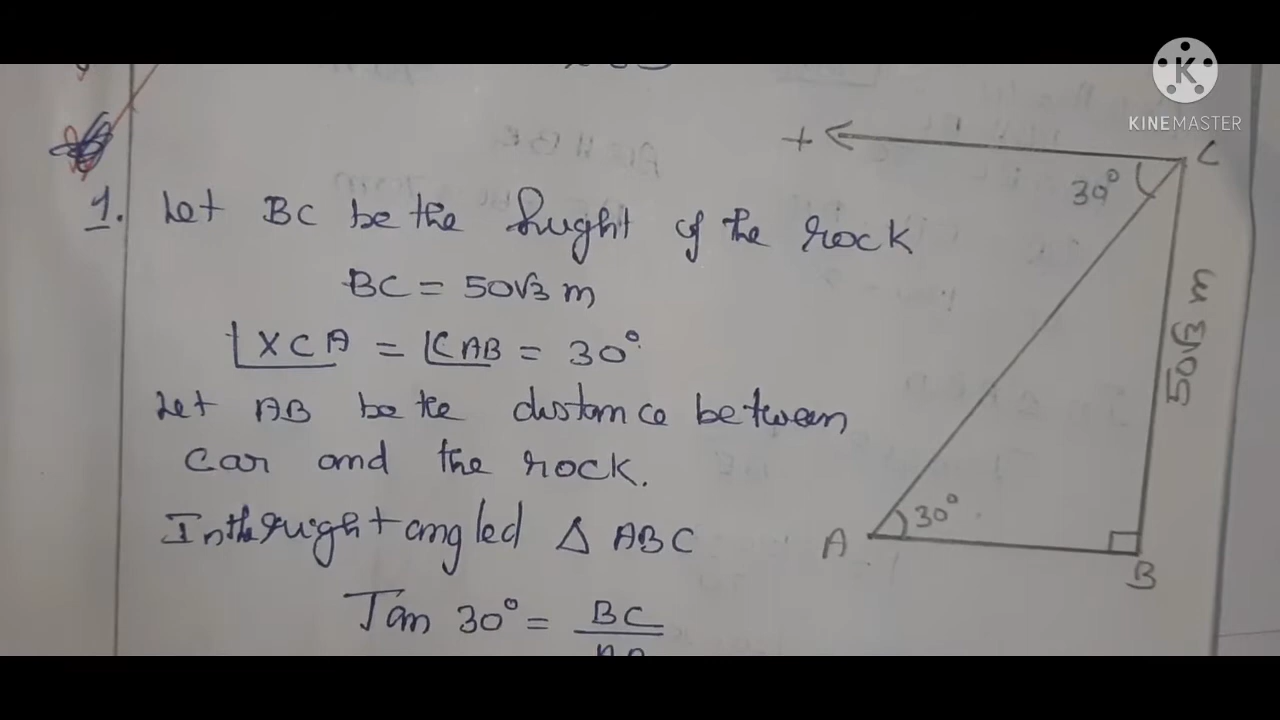 KINEMASTER
1. Let BC be the hught of the rock
BC = 50√3 m
∠XCA = ∠CAB = 30°
Let AB be the distance between
car and the rock.
In the right angled Δ ABC
Tan 30° = BC
C
30°
50√3 m
A
30°
B